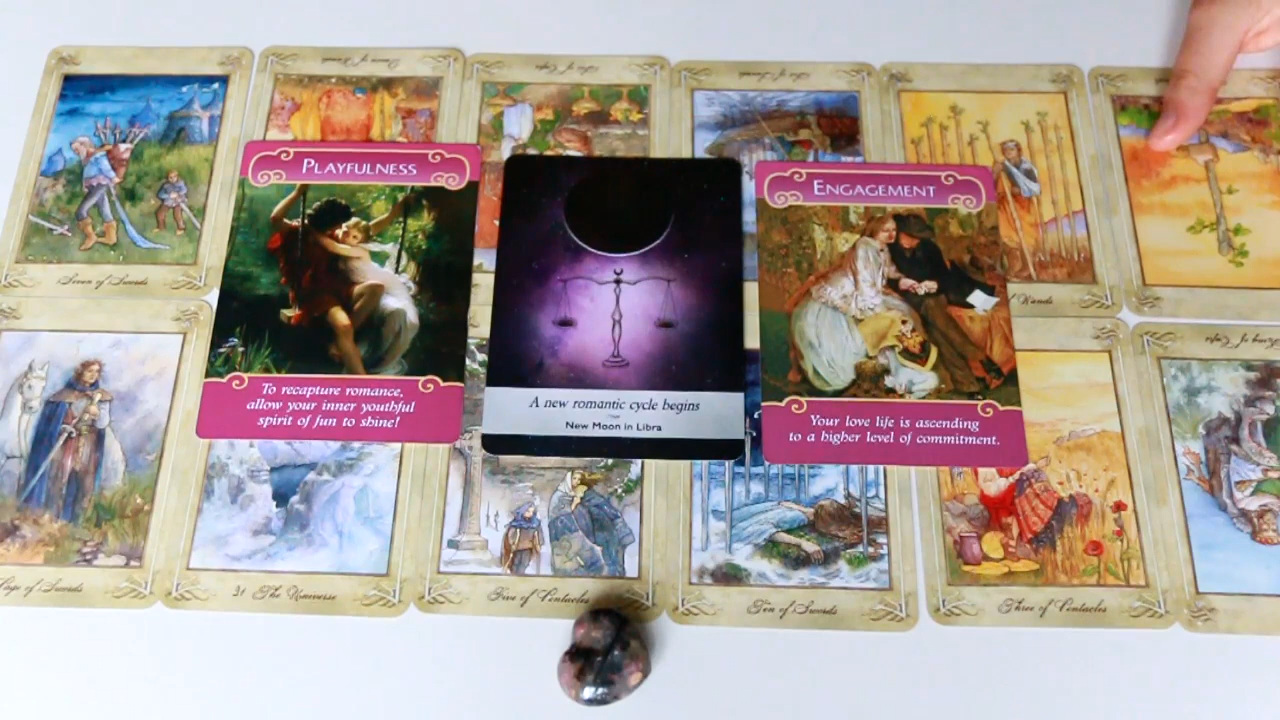 Seven of Swords
PLAYFULNESS
To recapture romance,
allow your inner youthful
spirit of fun to shine!
A new romantic cycle begins
New Moon in Libra
ENGAGEMENT
Your love life is ascending
to a higher level of commitment.
Wands
of Swords
21 The Universe
Five of Pentacles
Ten of Swords
Three of Pentacles